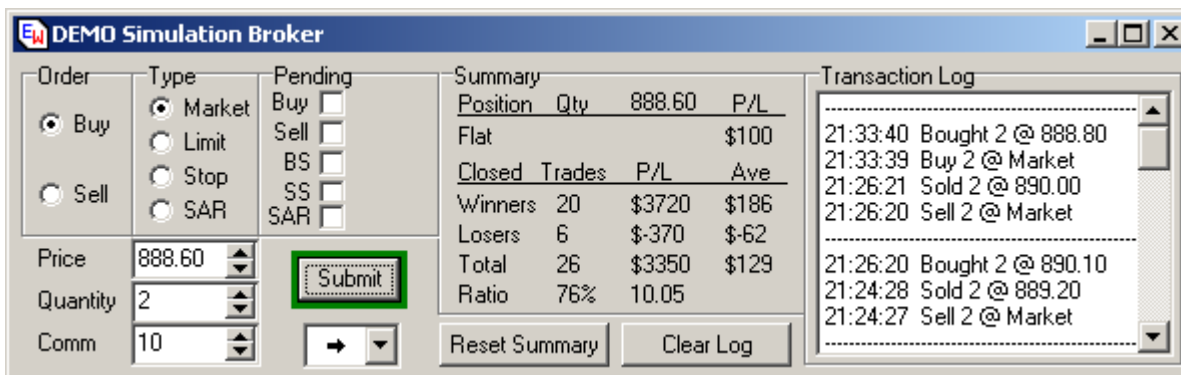 EW DEMO Simulation Broker
Order
Buy
Sell
Type
Market
Limit
Stop
SAR
Pending
Buy
Sell
BS
SS
SAR
Price 888.60
Quantity 2
Comm 10
Submit
Summary
Position Qty 888.60 P/L
Flat $100
Closed Trades P/L Ave
Winners 20 $3720 $186
Losers 6 $-370 $-62
Total 26 $3350 $129
Ratio 76% 10.05
Reset Summary Clear Log
Transaction Log
21:33:40 Bought 2 @ 888.80
21:33:39 Buy 2 @ Market
21:26:21 Sold 2 @ 890.00
21:26:20 Sell 2 @ Market
21:26:20 Bought 2 @ 890.10
21:24:28 Sold 2 @ 889.20
21:24:27 Sell 2 @ Market